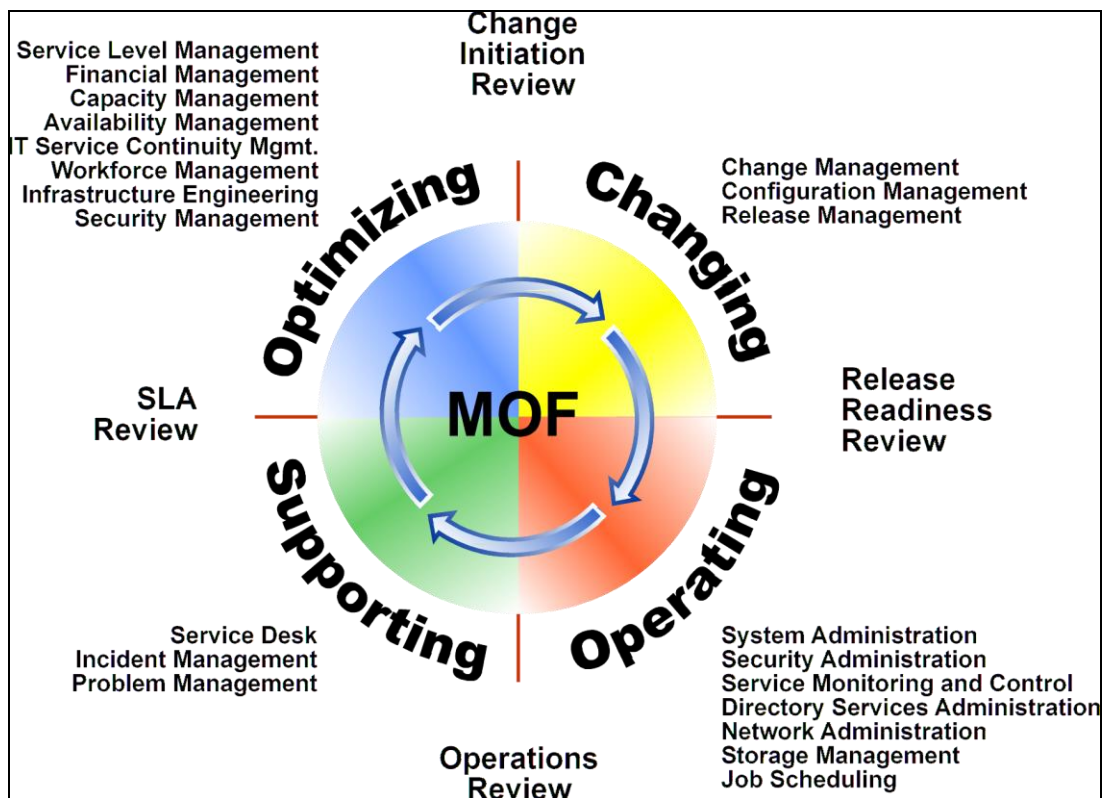 Change
Initiation
Review
Service Level Management
Financial Management
Capacity Management
Availability Management
IT Service Continuity Mgmt.
Workforce Management
Infrastructure Engineering
Security Management
Optimizing
Changing
Change Management
Configuration Management
Release Management
SLA
Review
MOF
Release
Readiness
Review
Supporting
Operating
Service Desk
Incident Management
Problem Management
System Administration
Security Administration
Service Monitoring and Control
Directory Services Administration
Network Administration
Storage Management
Job Scheduling
Operations
Review